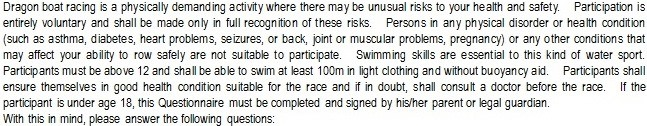 Dragon boat racing is a physically demanding activity where there may be unusual risks to your health and safety. Participation is
entirely voluntary and shall be made only in full recognition of these risks. Persons in any physical disorder or health condition
(such as asthma, diabetes, heart problems, seizures, or back, joint or muscular problems, pregnancy) or any other conditions that
may affect your ability to row safely are not suitable to participate. Swimming skills are essential to this kind of water sport.
Participants must be above 12 and shall be able to swim at least 100m in light clothing and without buoyancy aid. Participants shall
ensure themselves in good health condition suitable for the race and if in doubt, shall consult a doctor before the race. If the
participant is under age 18, this Questionnaire must be completed and signed by his/her parent or legal guardian.
With this in mind, please answer the following questions: